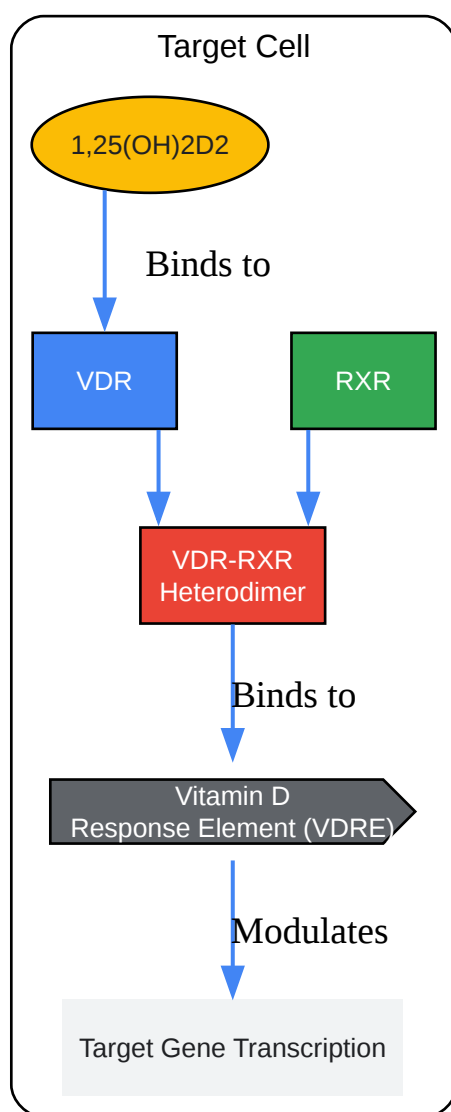 Target Cell
1,25(OH)2D2
Binds to
VDR
RXR
VDR-RXR
Heterodimer
Binds to
Vitamin D
Response Element (VDRE)
Modulates
Target Gene Transcription